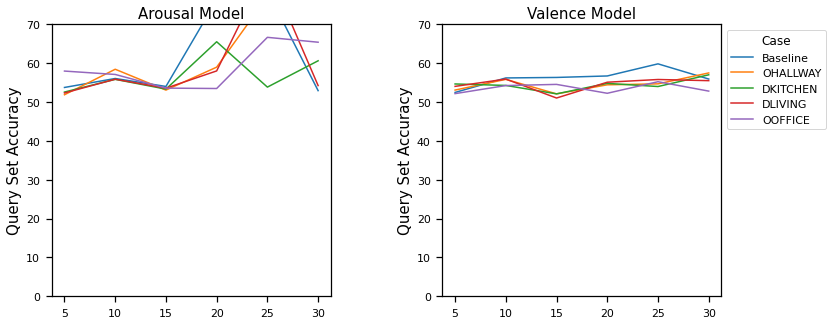 Arousal Model
Query Set Accuracy
70
60
50
40
30
20
10
0
5 10 15 20 25 30
Valence Model
Query Set Accuracy
70
60
50
40
30
20
10
0
5 10 15 20 25 30
Case
Baseline
OHALLWAY
DKITCHEN
DLIVING
OOFFICE